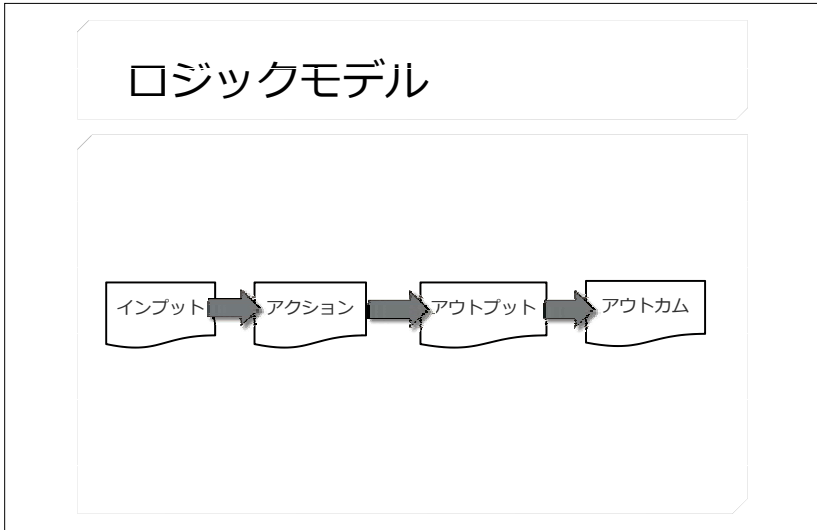 ロジックモデル
インプット
アクション
アウトプット
アウトカム